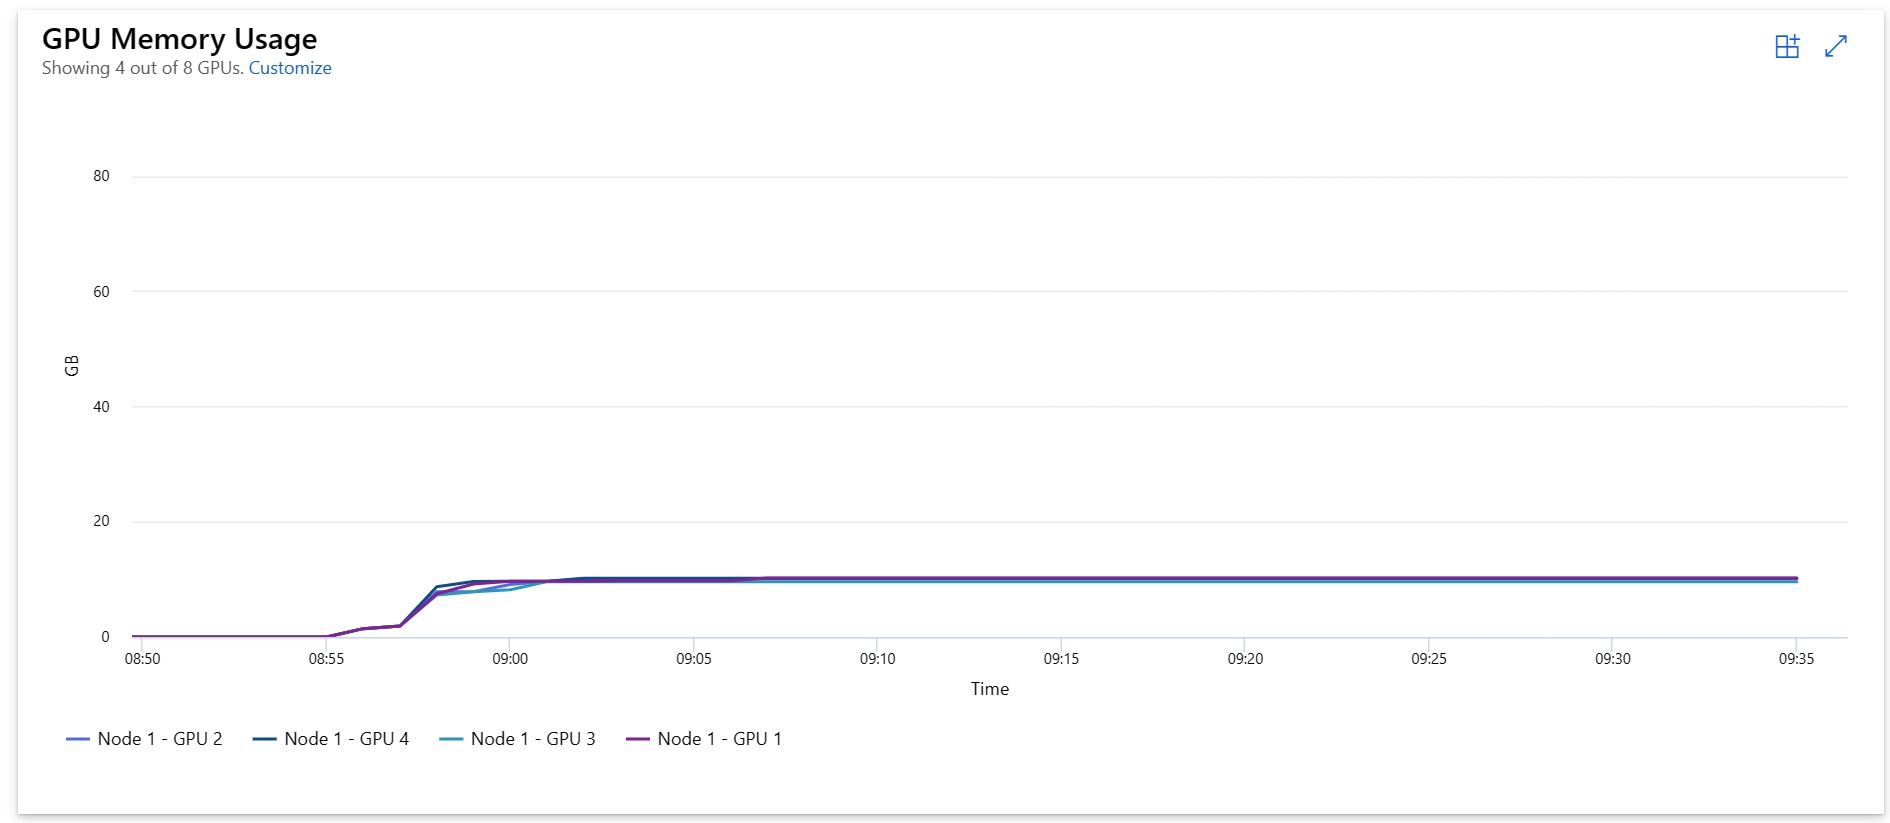 GPU Memory Usage
Showing 4 out of 8 GPUs. Customize
80
60
GB
40
20
0
08:50 08:55 09:00 09:05 09:10 09:15 09:20 09:25 09:30 09:35
Time
Node 1 - GPU 2 Node 1 - GPU 4 Node 1 - GPU 3 Node 1 - GPU 1